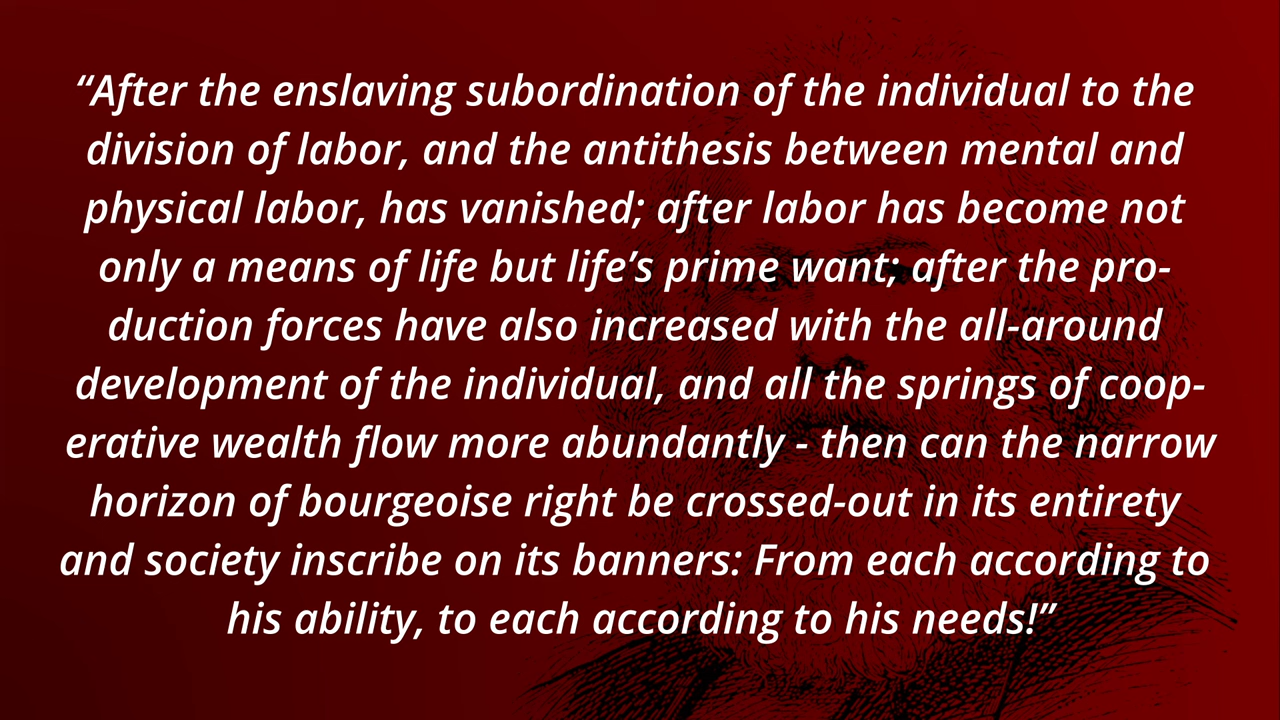 “After the enslaving subordination of the individual to the
division of labor, and the antithesis between mental and
physical labor, has vanished; after labor has become not
only a means of life but life’s prime want; after the pro-
duction forces have also increased with the all-around
development of the individual, and all the springs of coop-
erative wealth flow more abundantly - then can the narrow
horizon of bourgeoise right be crossed-out in its entirety
and society inscribe on its banners: From each according to
his ability, to each according to his needs!”